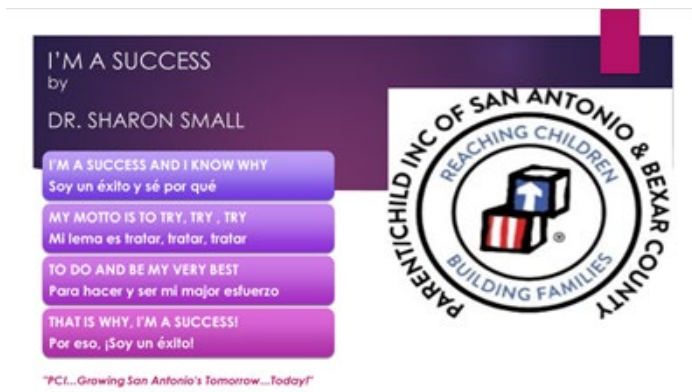 I'M A SUCCESS
by
DR. SHARON SMALL
I'M A SUCCESS AND I KNOW WHY
Soy un éxito y sé por qué
MY MOTTO IS TO TRY, TRY , TRY
Mi lema es tratar, tratar, tratar
TO DO AND BE MY VERY BEST
Para hacer y ser mi major esfuerzo
THAT IS WHY, I'M A SUCCESS!
Por eso, ¡Soy un éxito!
"PCI...Growing San Antonio's Tomorrow...Today!"
PARENT/CHILD INC OF SAN ANTONIO & BEXAR COUNTY
REACHING CHILDREN
®
BUILDING FAMILIES